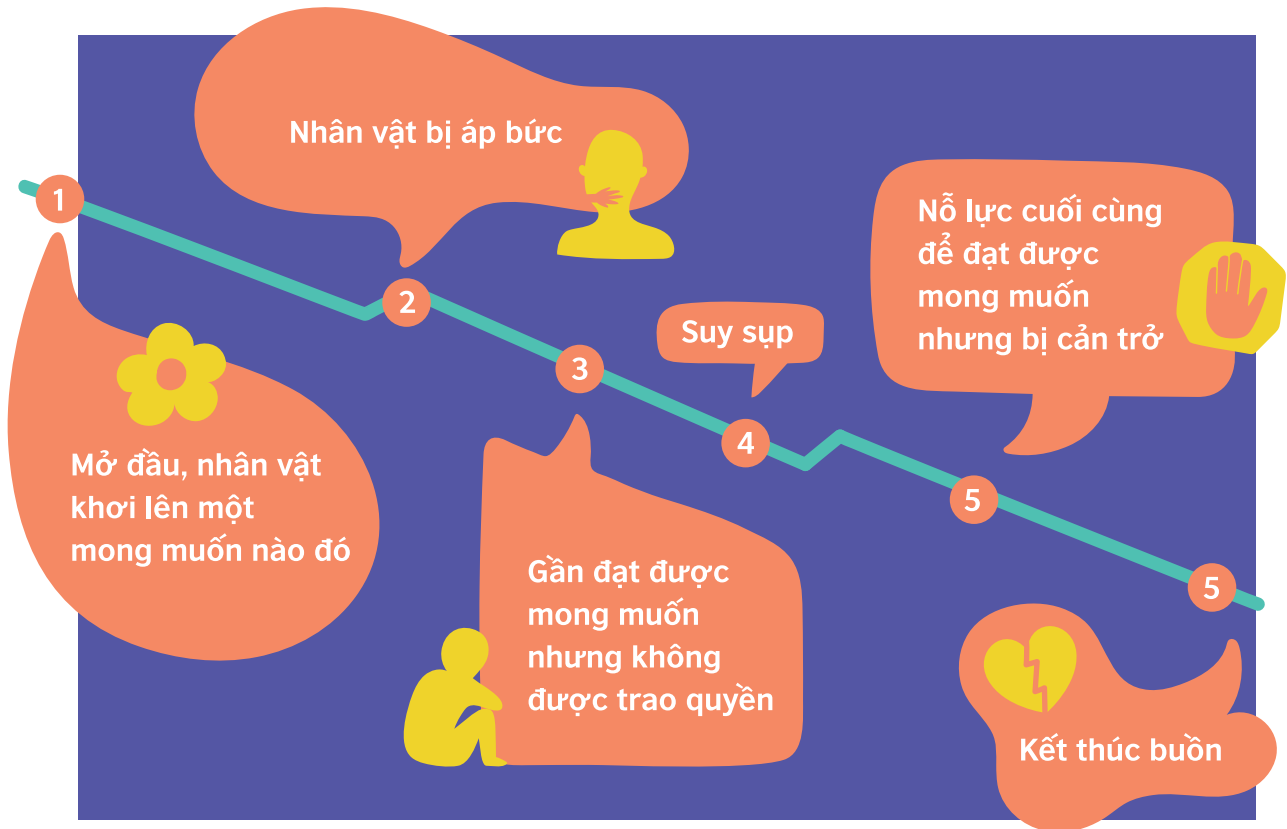 1
Mở đầu, nhân vật
khơi lên một
mong muốn nào đó
Nhân vật bị áp bức
2
3
Gần đạt được
mong muốn
nhưng không
được trao quyền
Suy sụp
4
Nỗ lực cuối cùng
để đạt được
mong muốn
nhưng bị cản trở
5
5
Kết thúc buồn